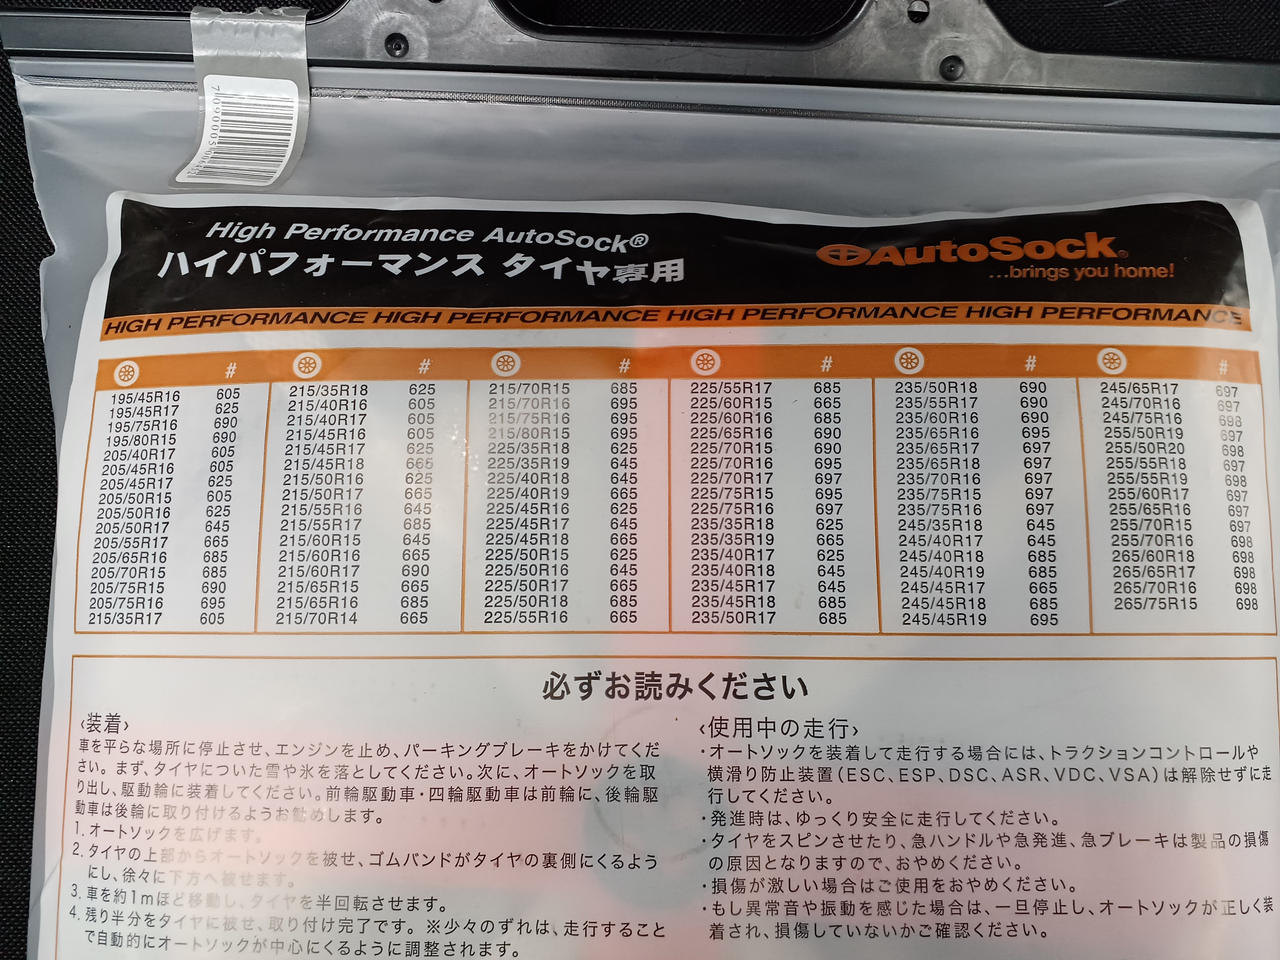 High Performance AutoSock®
ハイパフォーマンス タイヤ専用
AutoSock®
...brings you home!
HIGH PERFORMANCE HIGH PERFORMANCE HIGH PERFORMANCE HIGH PERFORMANCE
#
195/45R16 605
195/45R17 625
195/75R16 690
195/80R15 690
205/40R17 605
205/45R16 605
205/45R17 625
205/50R15 605
205/50R16 625
205/50R17 645
205/55R17 665
205/65R16 665
205/70R15 685
205/75R15 690
205/75R16 695
215/35R17 605
#
215/35R18 625
215/40R16 605
215/40R17 605
215/45R16 605
215/45R17 625
215/45R18 665
215/50R16 625
215/50R17 665
215/55R16 645
215/55R17 685
215/60R15 645
215/60R16 665
215/60R17 690
215/65R15 665
215/65R16 685
215/70R14 665
#
215/70R15 685
215/70R16 695
215/75R16 695
215/80R15 695
225/35R18 625
225/35R19 645
225/40R18 645
225/40R19 665
225/45R16 645
225/45R17 645
225/45R18 665
225/50R15 625
225/50R16 645
225/50R17 665
225/50R18 685
225/55R16 665
#
225/55R17 685
225/60R15 665
225/60R16 685
225/65R16 690
225/70R15 690
225/70R16 695
225/70R17 697
225/75R15 695
225/75R16 697
235/35R18 625
235/35R19 665
235/40R17 625
235/40R18 645
235/45R17 645
235/45R18 685
235/50R17 685
#
235/50R18 690
235/55R17 690
235/60R16 690
235/65R16 695
235/65R17 697
235/65R18 697
235/70R16 697
235/75R15 697
235/75R16 697
245/35R18 645
245/40R17 645
245/40R18 685
245/40R19 685
245/45R17 665
245/45R18 685
245/45R19 695
#
245/65R17 697
245/70R16 697
245/75R16 698
255/50R19 697
255/50R20 698
255/55R18 697
255/55R19 698
255/60R17 697
255/65R16 697
255/70R15 697
255/70R16 698
265/60R18 698
265/65R17 698
265/70R16 698
265/75R15 698
必ずお読みください
‹装着›
車を平らな場所に停止させ、エンジンを止め、パーキングブレーキをかけてくだ
さい。まず、タイヤについた雪や氷を落としてください。次に、オートソックを取
り出し、駆動輪に装着してください。前輪駆動車・四輪駆動車は前輪に、後輪駆
動車は後輪に取り付けるようお勧めします。
1. オートソックを広げます。
2. タイヤの上部からオートソックを被せ、ゴムバンドがタイヤの裏側にくるよう
にし、徐々に下方へ被せます。
3. 車を約1mほど移動し、タイヤを半回転させます。
4. 残り半分をタイヤに被せ、取り付け完了です。※少々のずれは、走行すること
で自動的にオートソックが中心にくるように調整されます。
‹使用中の走行›
・オートソックを装着して走行する場合には、トラクションコントロールや
横滑り防止装置(ESC、ESP、DSC、ASR、VDC、VSA)は解除せずに走
行してください。
・発進時は、ゆっくり安全に走行してください。
・タイヤをスピンさせたり、急ハンドルや急発進、急ブレーキは製品の損傷
の原因となりますので、おやめください。
・損傷が激しい場合はご使用をおやめください。
・もし異常音や振動を感じた場合は、一旦停止し、オートソックが正しく装
着され、損傷していないかご確認ください。